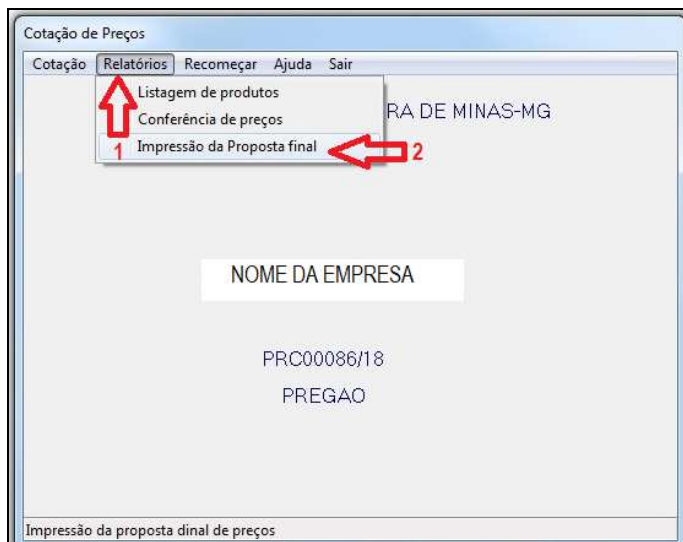 Cotação de Preços
Cotação Relatórios Recomeçar Ajuda Sair
Listagem de produtos
RA DE MINAS-MG
Conferência de preços
1 Impressão da Proposta final 2
NOME DA EMPRESA
PRC00086/18
PREGAO
Impressão da proposta dinal de preços